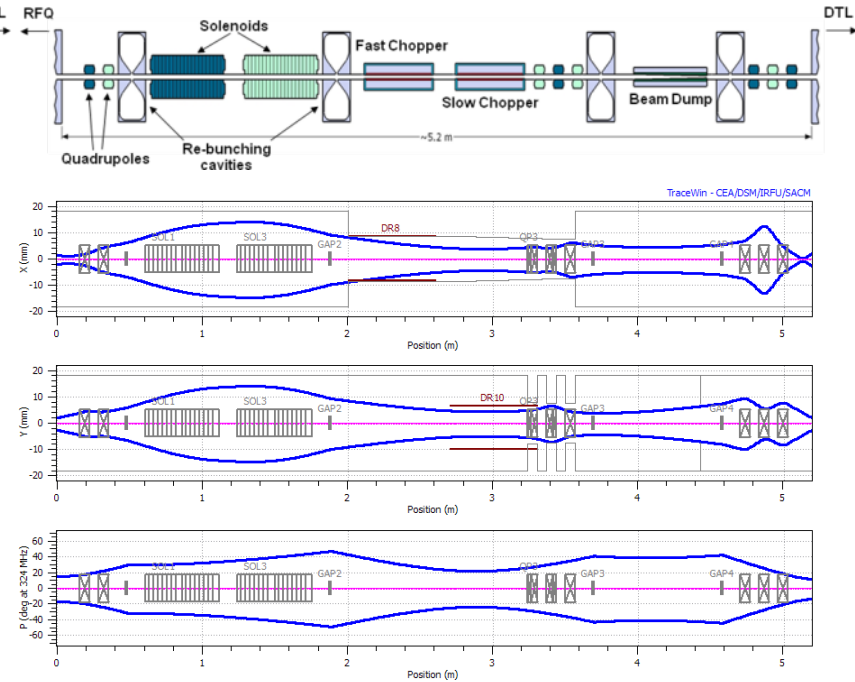 L RFQ DTL
Solenoids
Fast Chopper
Slow Chopper
Beam Dump
~5.2 m
Quadrupoles
Re-bunching
cavities
TraceWin - CEA/DSM/IRFU/SACM
X (mm)
20
10
0
-10
-20
SOL1 SOL3 GAP2 DR8 QP3 GAP3 GAP4
0 1 2 3 4 5
Position (m)
Y (mm)
20
10
0
-10
-20
SOL1 SOL3 GAP2 DR10 QP3 GAP3 GAP4
0 1 2 3 4 5
Position (m)
P (deg at 324 MHz)
60
40
20
0
-20
-40
-60
SOL1 SOL3 GAP2 GAP3 GAP4
0 1 2 3 4 5
Position (m)